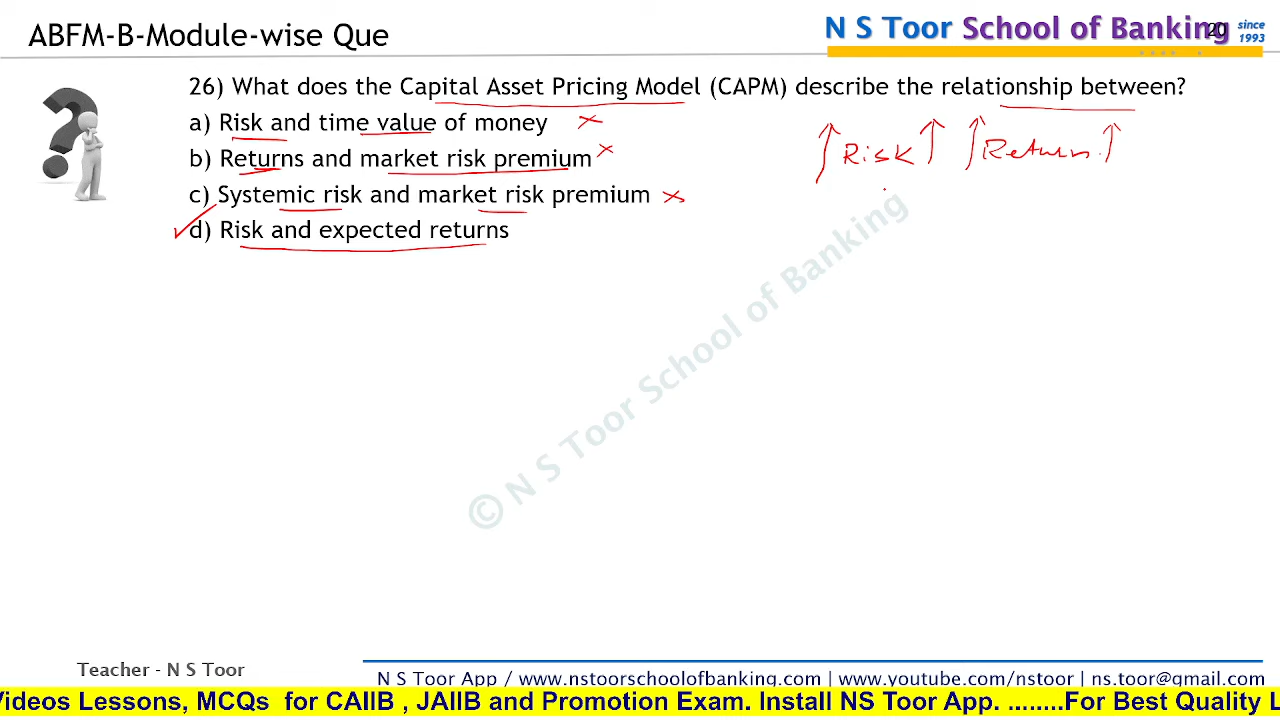 ABFM-B-Module-wise Que
N S Toor School of Banking
20
since
1993
26) What does the Capital Asset Pricing Model (CAPM) describe the relationship between?
a) Risk and time value of money
b) Returns and market risk premium
c) Systemic risk and market risk premium
d) Risk and expected returns
Risk Return
© N S Toor School of Banking
Teacher - N S Toor
N S Toor App / www.nstoorschoolofbanking.com | www.youtube.com/nstoor | ns.toor@gmail.com
Videos Lessons, MCQs for CAIIB , JAIIB and Promotion Exam. Install NS Toor App. ........For Best Quality L